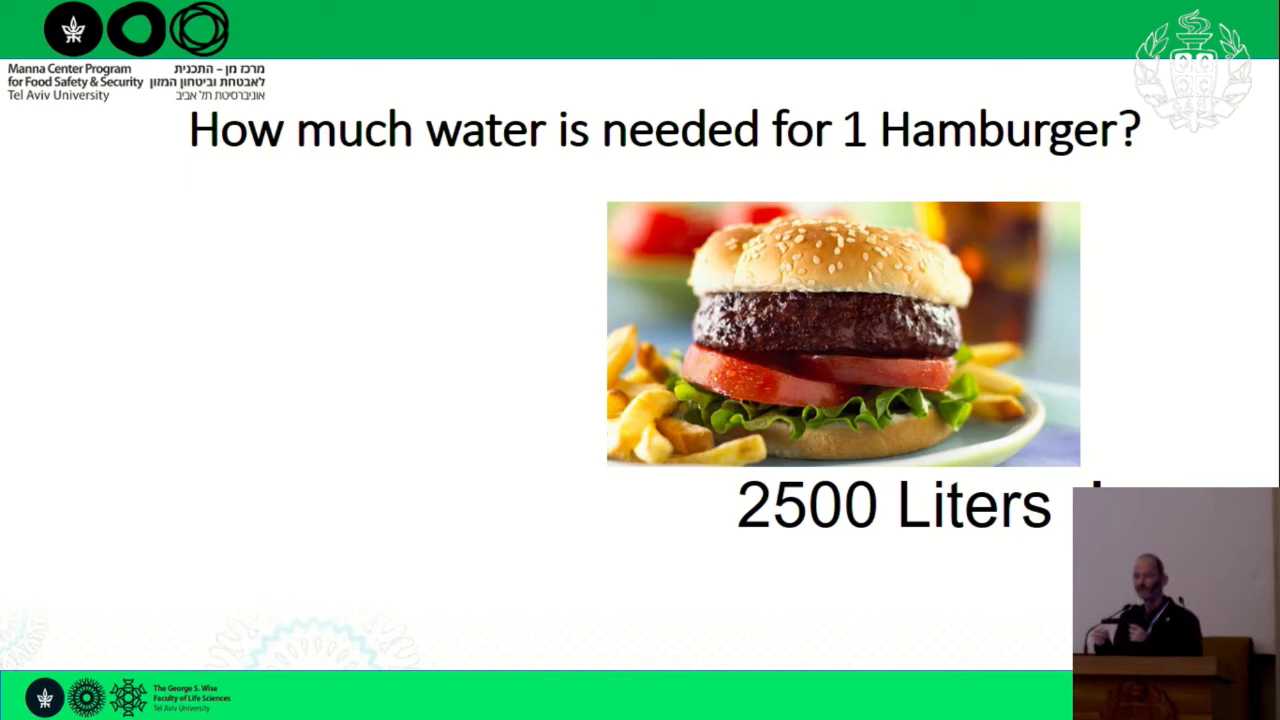 Manna Center Program
for Food Safety & Security
Tel Aviv University
מרכז מן – התכנית
לאבטחת וביטחון המזון
אוניברסיטת תל אביב
How much water is needed for 1 Hamburger?
2500 Liters
The George S. Wise
Faculty of Life Sciences
Tel Aviv University